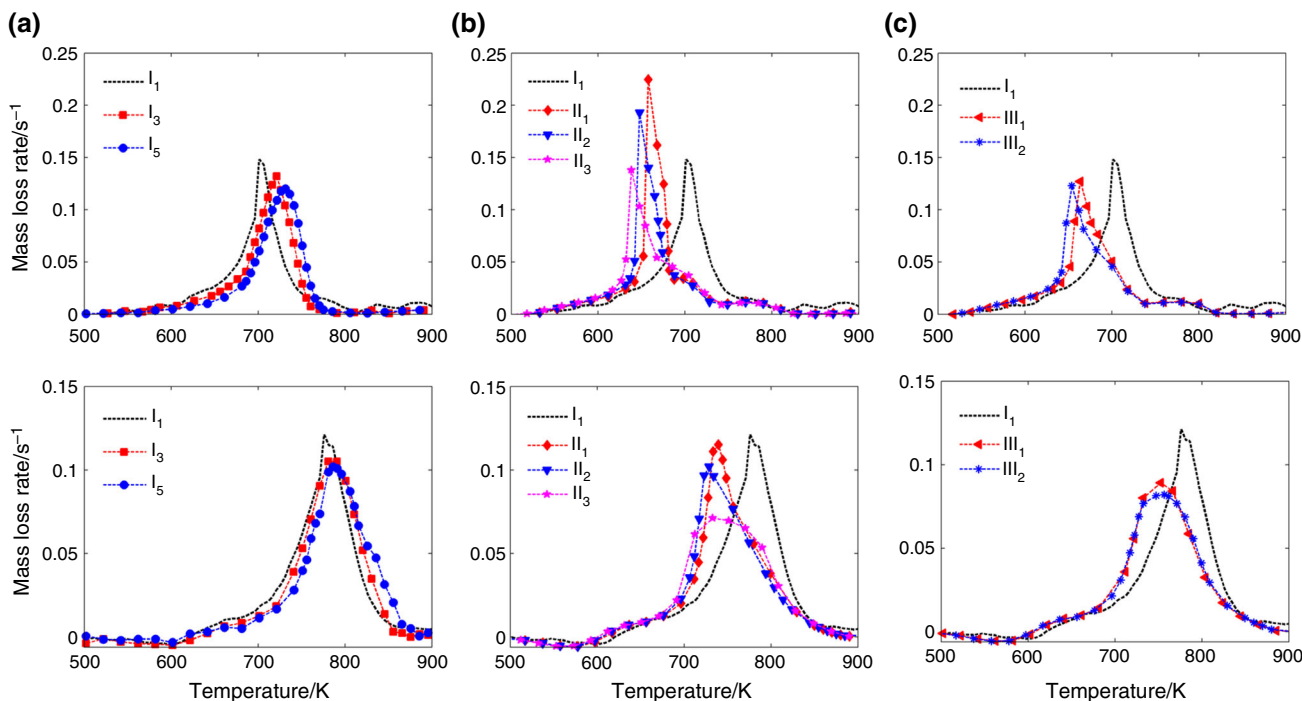 (a)
(b)
(c)
Mass loss rate/s⁻¹
0.25
0.2
0.15
0.1
0.05
0
I₁
I₃
I₅
500 600 700 800 900
0.25
0.2
0.15
0.1
0.05
0
I₁
II₁
II₂
II₃
500 600 700 800 900
0.25
0.2
0.15
0.1
0.05
0
I₁
III₁
III₂
500 600 700 800 900
Mass loss rate/s⁻¹
0.15
0.1
0.05
0
I₁
I₃
I₅
500 600 700 800 900
Temperature/K
0.15
0.1
0.05
0
I₁
II₁
II₂
II₃
500 600 700 800 900
Temperature/K
0.15
0.1
0.05
0
I₁
III₁
III₂
500 600 700 800 900
Temperature/K